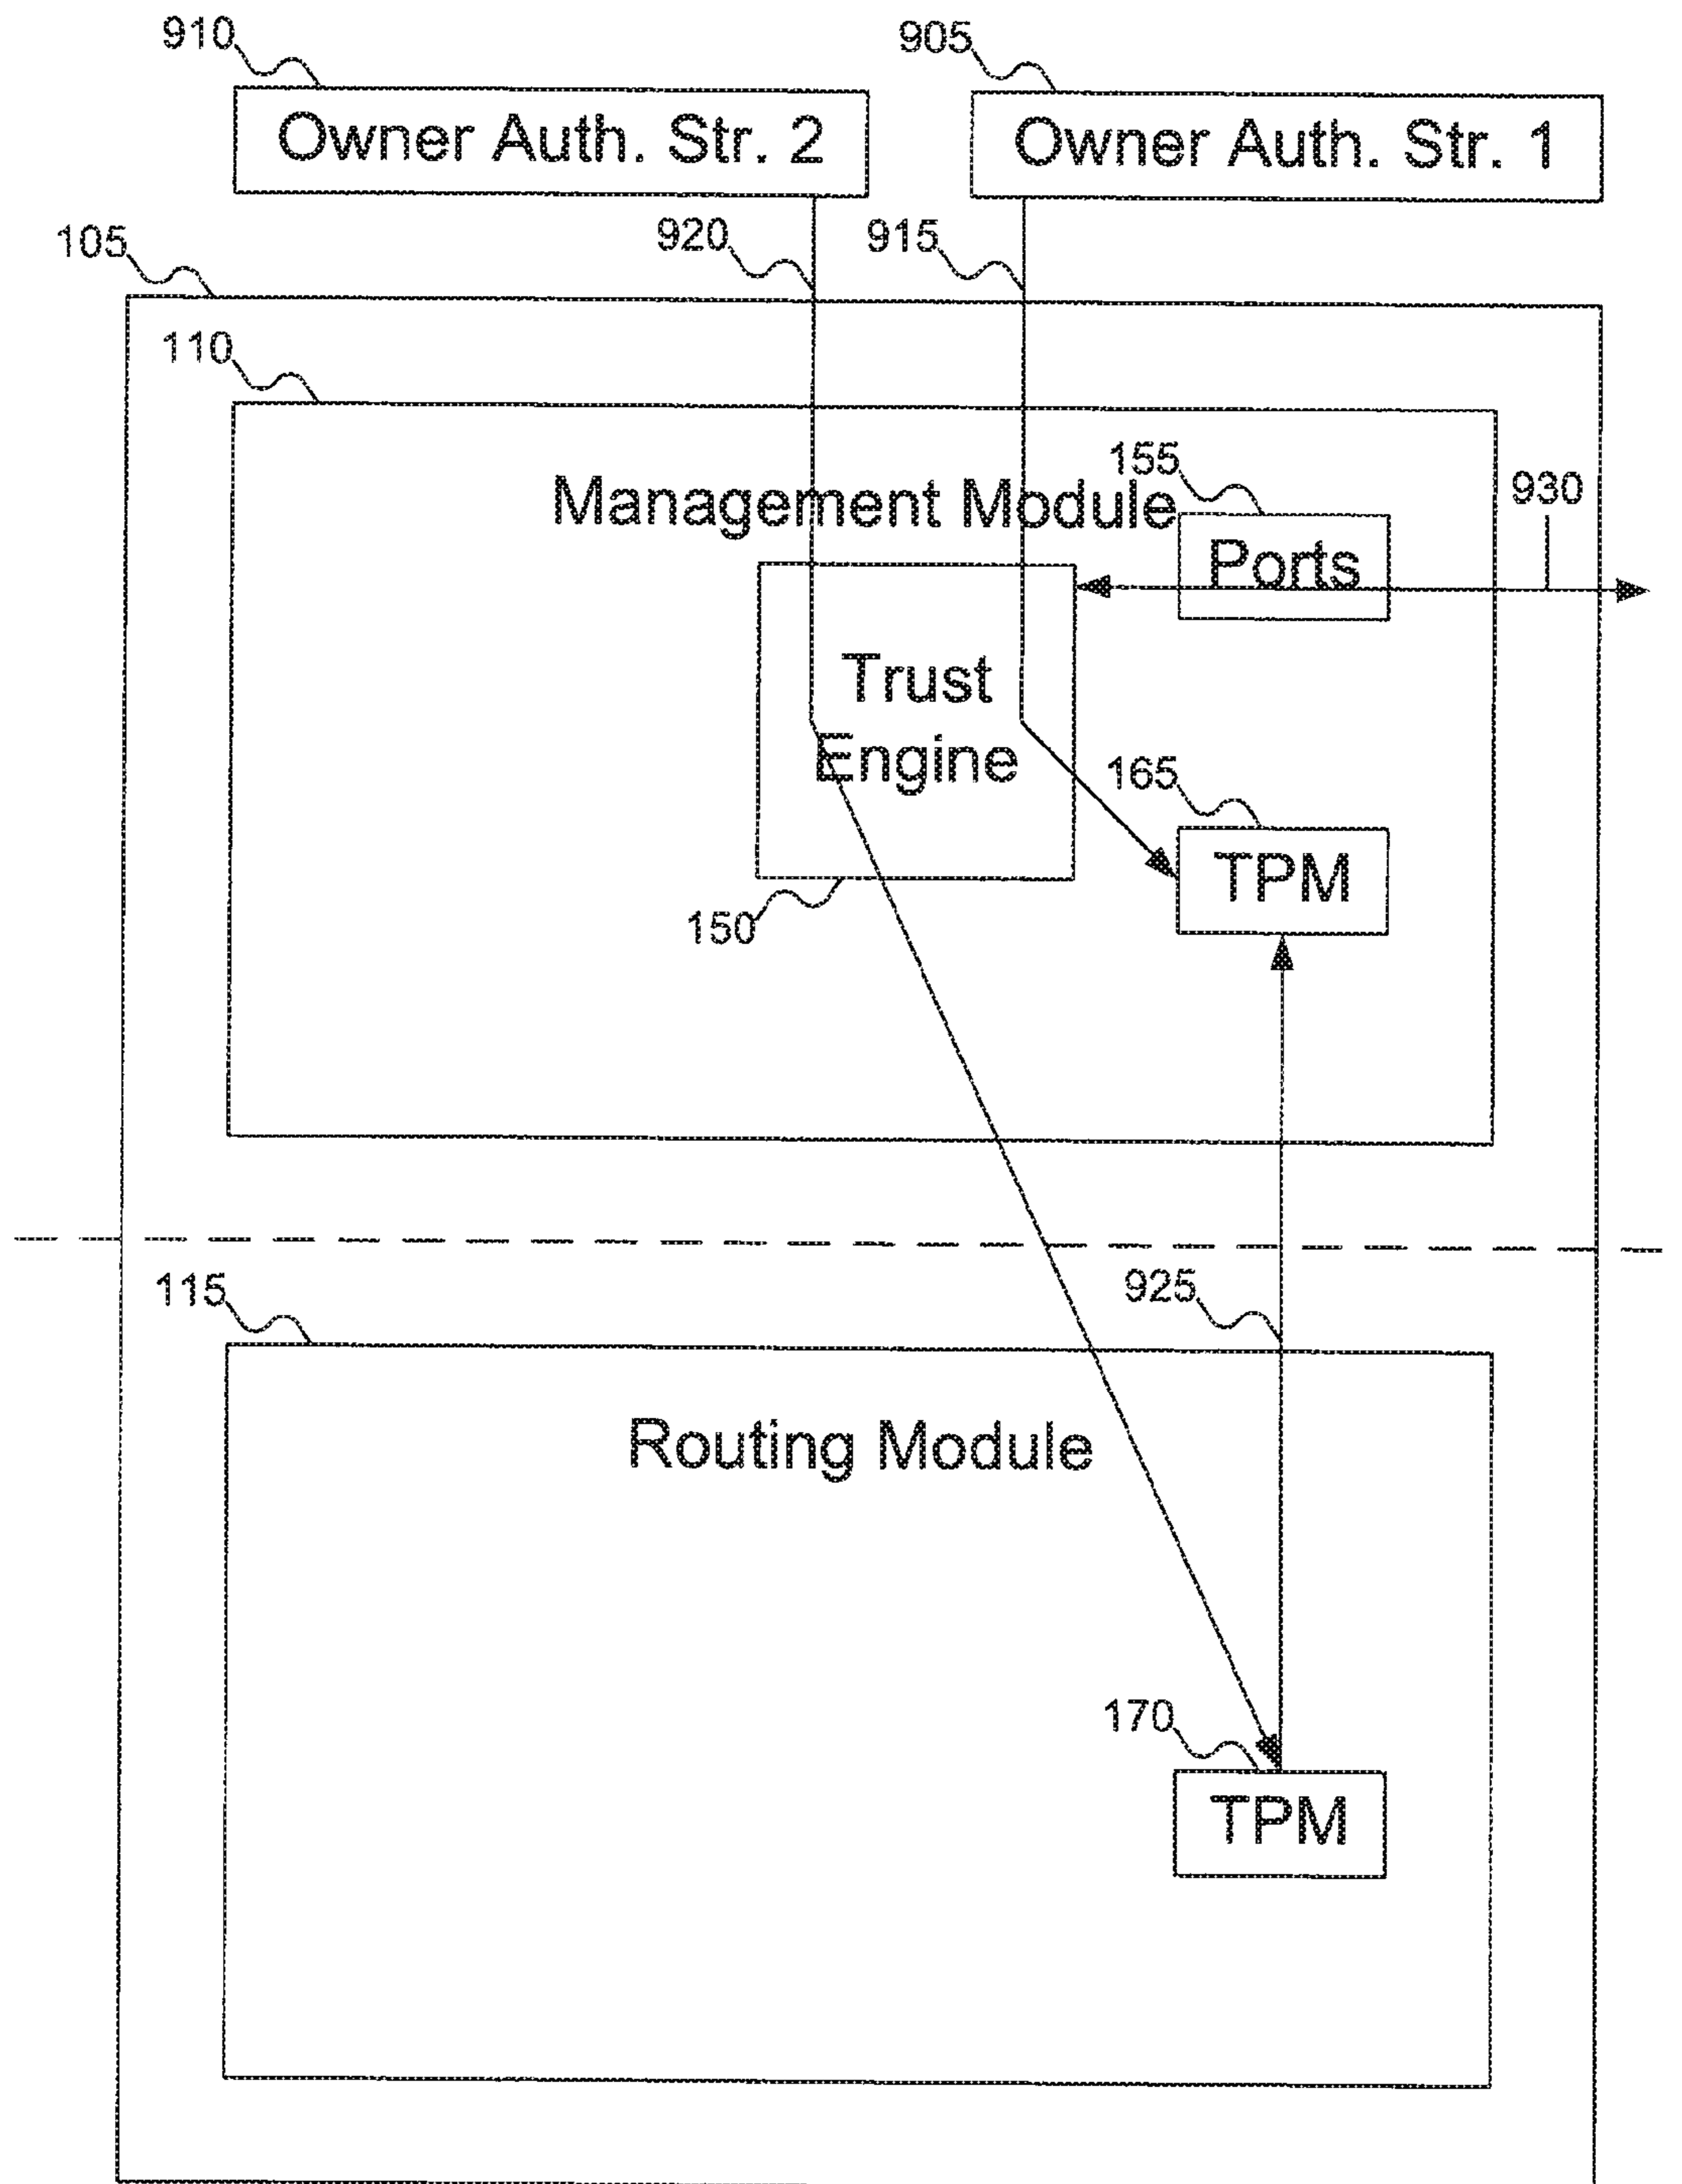 910
905
Owner Auth. Str. 2
Owner Auth. Str. 1
105
920
915
110
Management Module
155
930
Ports
Trust
Engine
165
TPM
150
115
925
Routing Module
170
TPM